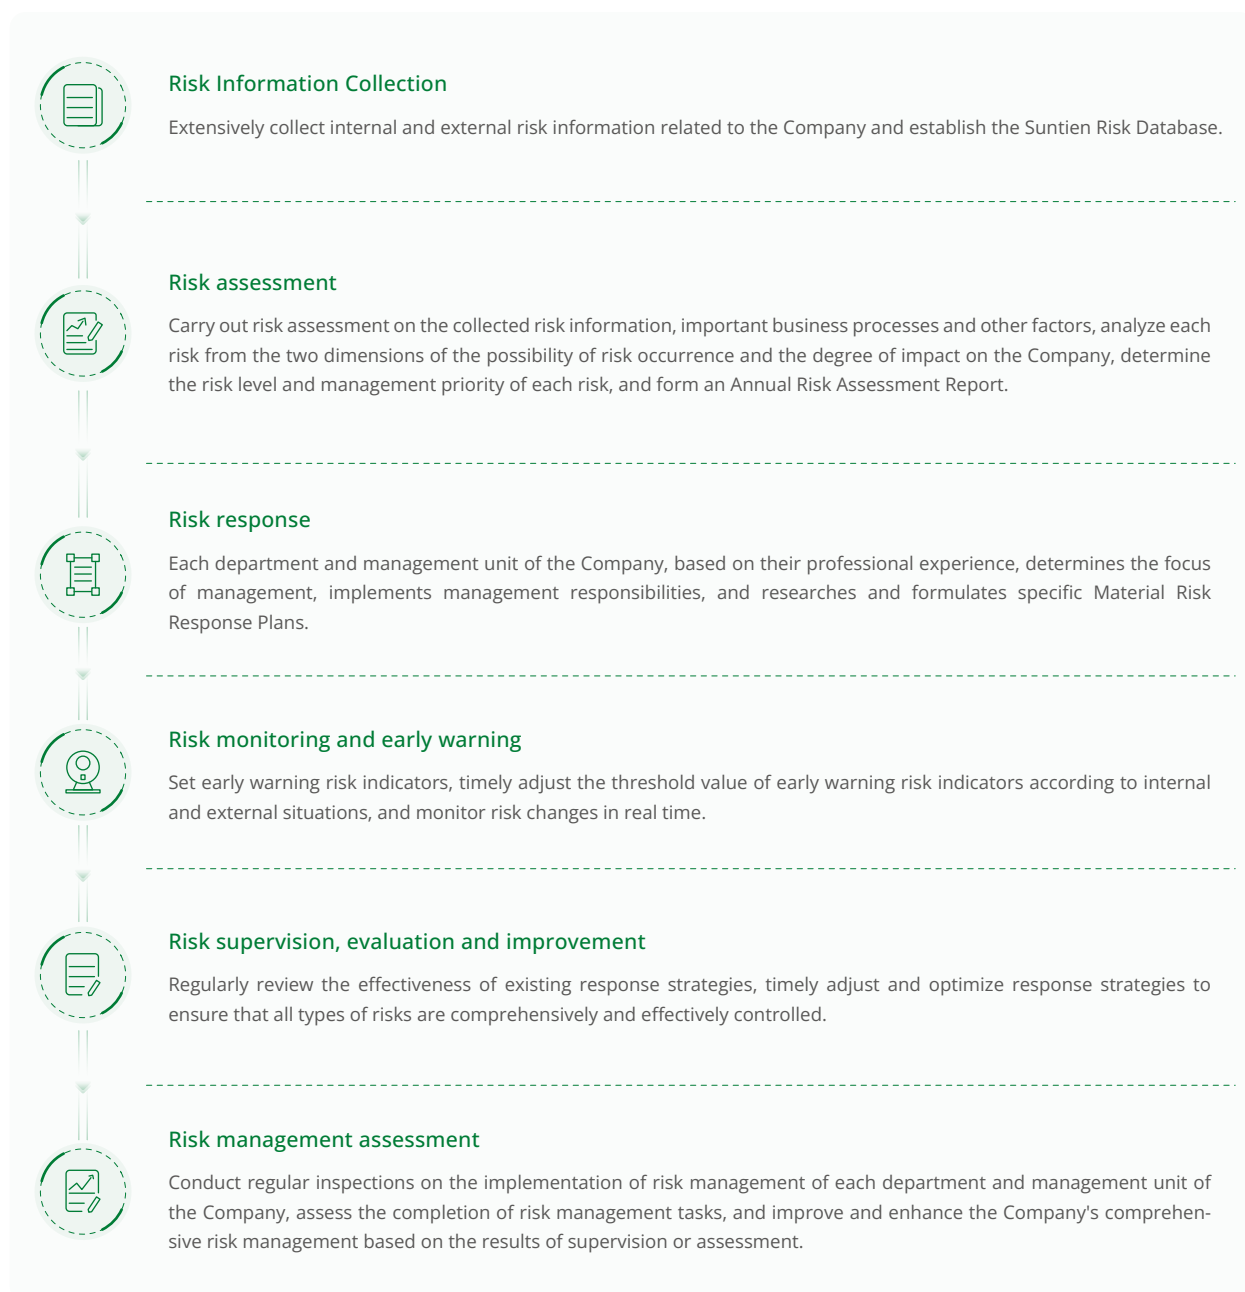 Risk Information Collection
Extensively collect internal and external risk information related to the Company and establish the Suntien Risk Database.
Risk assessment
Carry out risk assessment on the collected risk information, important business processes and other factors, analyze each
risk from the two dimensions of the possibility of risk occurrence and the degree of impact on the Company, determine
the risk level and management priority of each risk, and form an Annual Risk Assessment Report.
Risk response
Each department and management unit of the Company, based on their professional experience, determines the focus
of management, implements management responsibilities, and researches and formulates specific Material Risk
Response Plans.
Risk monitoring and early warning
Set early warning risk indicators, timely adjust the threshold value of early warning risk indicators according to internal
and external situations, and monitor risk changes in real time.
Risk supervision, evaluation and improvement
Regularly review the effectiveness of existing response strategies, timely adjust and optimize response strategies to
ensure that all types of risks are comprehensively and effectively controlled.
Risk management assessment
Conduct regular inspections on the implementation of risk management of each department and management unit of
the Company, assess the completion of risk management tasks, and improve and enhance the Company's comprehen-
sive risk management based on the results of supervision or assessment.